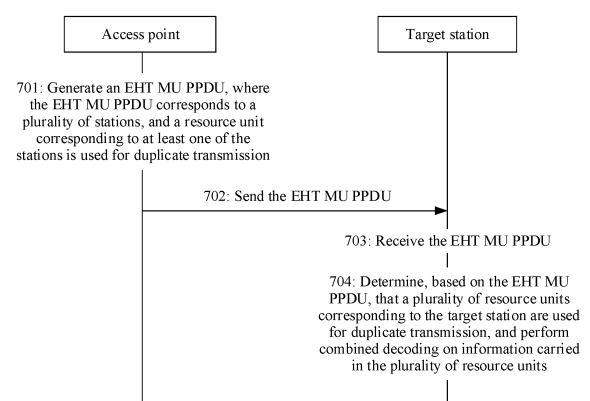 Access point
Target station
701: Generate an EHT MU PPDU, where
the EHT MU PPDU corresponds to a
plurality of stations, and a resource unit
corresponding to at least one of the
stations is used for duplicate transmission
702: Send the EHT MU PPDU
703: Receive the EHT MU PPDU
704: Determine, based on the EHT MU
PPDU, that a plurality of resource units
corresponding to the target station are used
for duplicate transmission, and perform
combined decoding on information carried
in the plurality of resource units